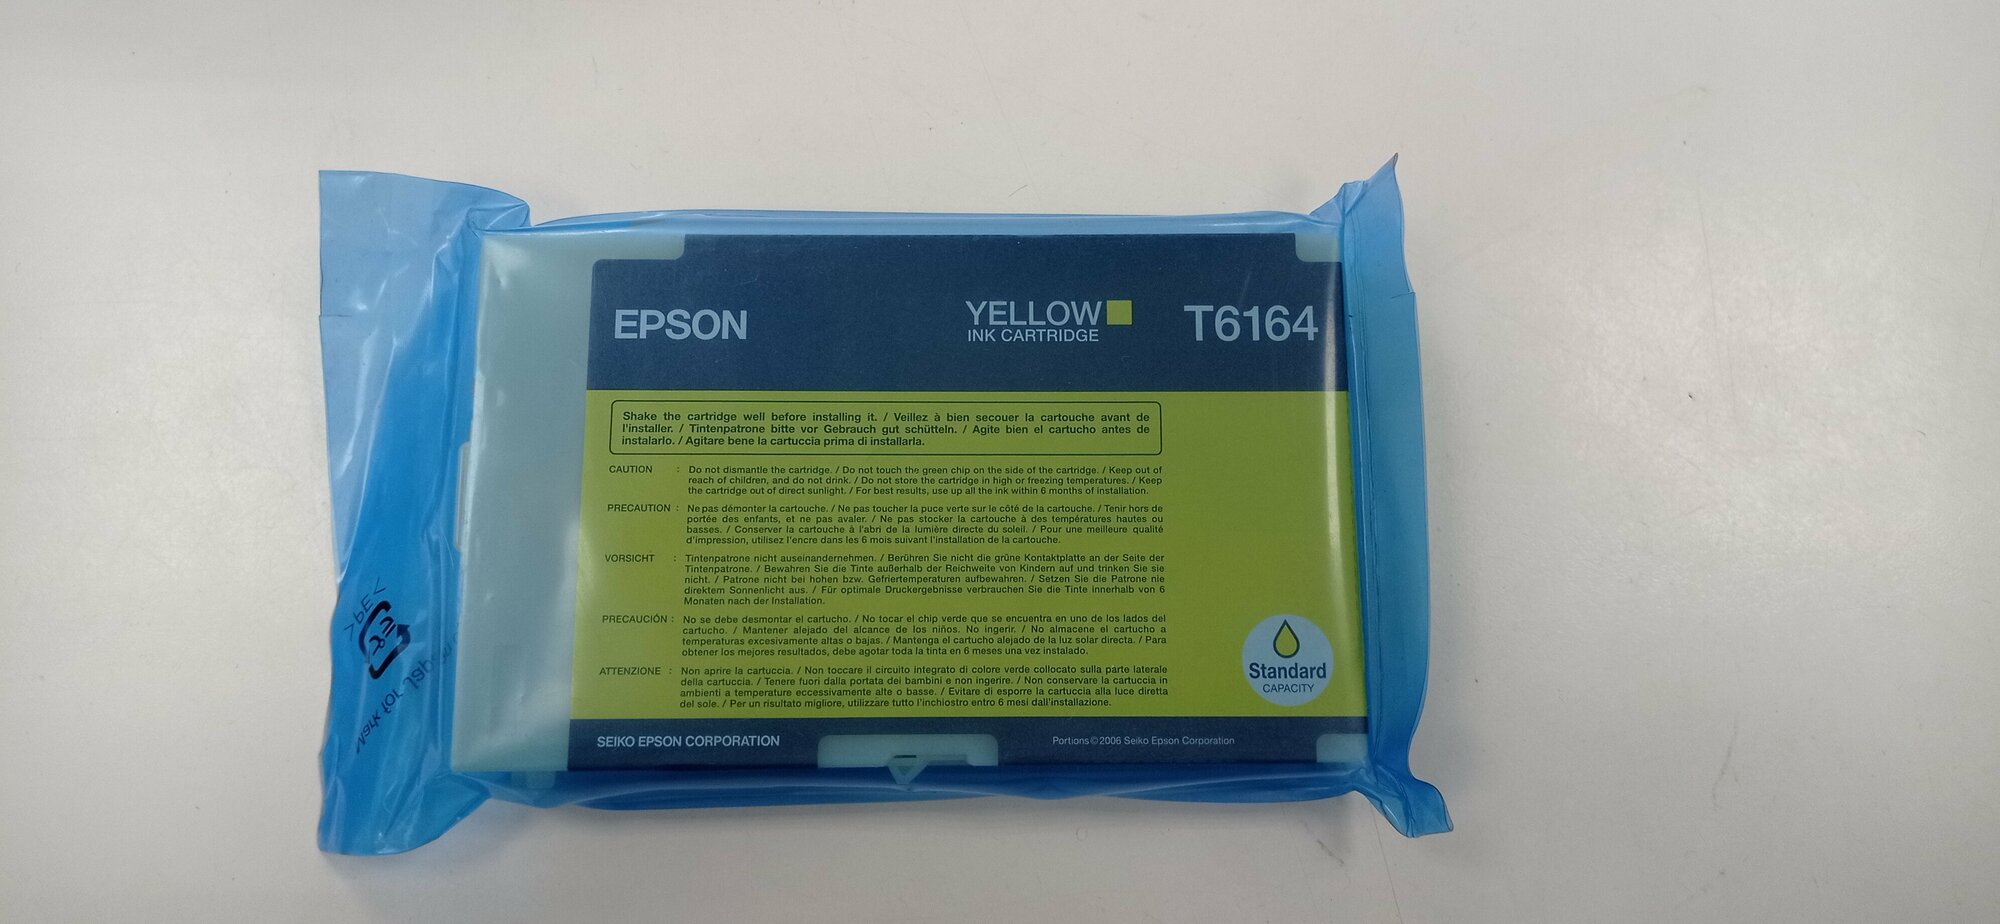 EPSON
YELLOW
INK CARTRIDGE
T6164
Shake the cartridge well before installing it. / Veillez à bien secouer la cartouche avant de
l'installer. / Tintenpatrone bitte vor Gebrauch gut schütteln. / Agite bien el cartucho antes de
instalarlo. / Agitare bene la cartuccia prima di installarla.
CAUTION : Do not dismantle the cartridge. / Do not touch the green chip on the side of the cartridge. / Keep out of
reach of children, and do not drink. / Do not store the cartridge in high or freezing temperatures. / Keep
the cartridge out of direct sunlight. / For best results, use up all the ink within 6 months of installation.
PRECAUTION : Ne pas démonter la cartouche. / Ne pas toucher la puce verte sur le côté de la cartouche. / Tenir hors de
portée des enfants, et ne pas avaler. / Ne pas stocker la cartouche à des températures hautes ou
basses. / Conserver la cartouche à l'abri de la lumière directe du soleil. / Pour une meilleure qualité
d'impression, utilisez l'encre dans les 6 mois suivant l'installation de la cartouche.
VORSICHT : Tintenpatrone nicht auseinandernehmen. / Berühren Sie nicht die grüne Kontaktplatte an der Seite der
Tintenpatrone. / Bewahren Sie die Tinte außerhalb der Reichweite von Kindern auf und trinken Sie sie
nicht. / Patrone nicht bei hohen bzw. Gefriertemperaturen aufbewahren. / Setzen Sie die Patrone nie
direktem Sonnenlicht aus. / Für optimale Druckergebnisse verbrauchen Sie die Tinte innerhalb von 6
Monaten nach der Installation.
PRECAUCIÓN : No se debe desmontar el cartucho. / No tocar el chip verde que se encuentra en uno de los lados del
cartucho. / Mantener alejado del alcance de los niños. No ingerir. / No almacene el cartucho a
temperaturas excesivamente altas o bajas. / Mantenga el cartucho alejado de la luz solar directa. / Para
obtener los mejores resultados, debe agotar toda la tinta en 6 meses una vez instalado.
ATTENZIONE : Non aprire la cartuccia. / Non toccare il circuito integrato di colore verde collocato sulla parte laterale
della cartuccia. / Tenere fuori dalla portata dei bambini e non ingerire. / Non conservare la cartuccia in
ambienti a temperature eccessivamente alte o basse. / Evitare di esporre la cartuccia alla luce diretta
del sole. / Per un risultato migliore, utilizzare tutto l'inchiostro entro 6 mesi dall'installazione.
Standard
CAPACITY
SEIKO EPSON CORPORATION
Portions©2006 Seiko Epson Corporation
>PE<
Mark for